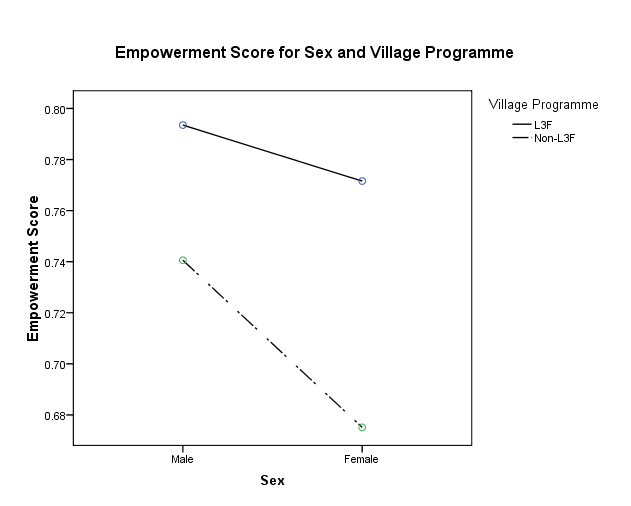 Empowerment Score for Sex and Village Programme
Village Programme
L3F
Non-L3F
Empowerment Score
0.80
0.78
0.76
0.74
0.72
0.70
0.68
Male
Female
Sex